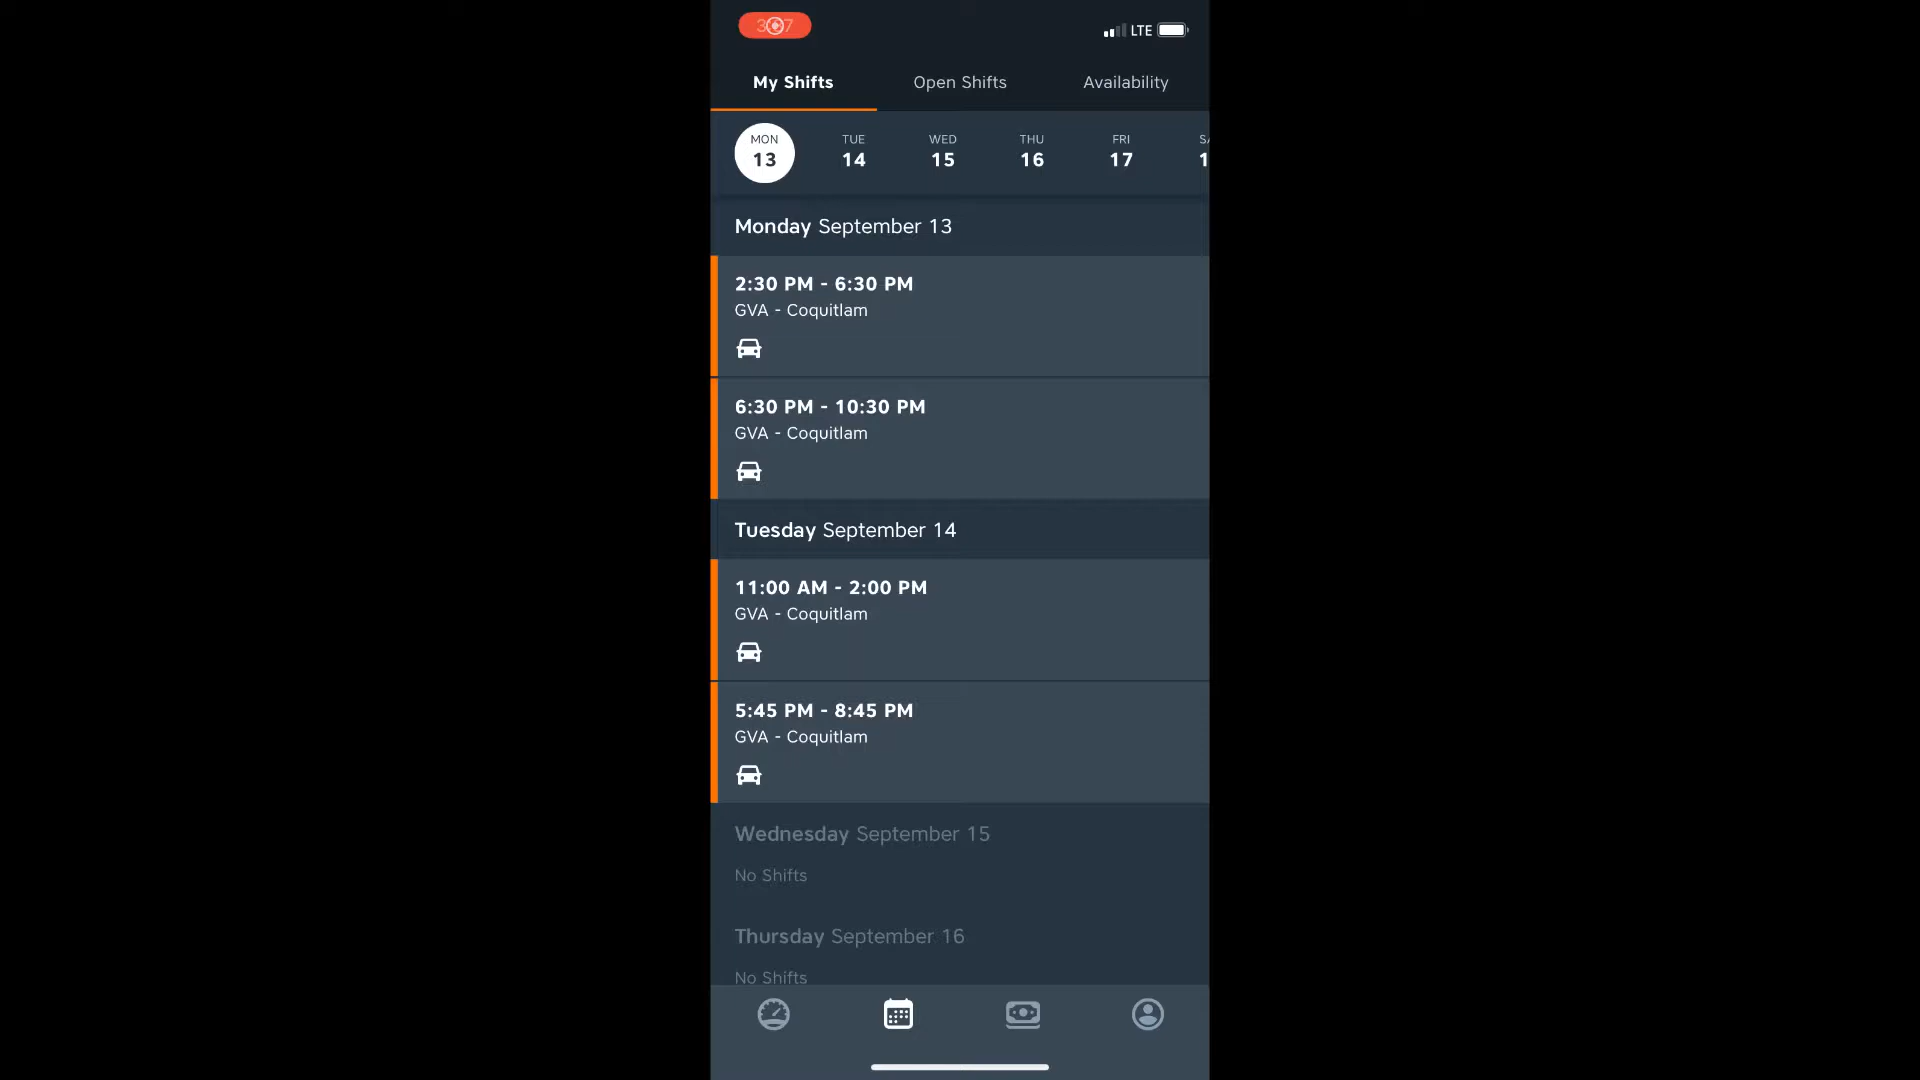 LTE
My Shifts
Open Shifts
Availability
MON
TUE
WED
THU
FRI
13
14
15
16
17
Monday September 13
2:30 PM - 6:30 PM
GVA - Coquitlam
6:30 PM - 10:30 PM
GVA - Coquitlam
Tuesday September 14
11:00 AM - 2:00 PM
GVA - Coquitlam
5:45 PM - 8:45 PM
GVA - Coquitlam
Wednesday September 15
No Shifts
Thursday September 16
No Shifts